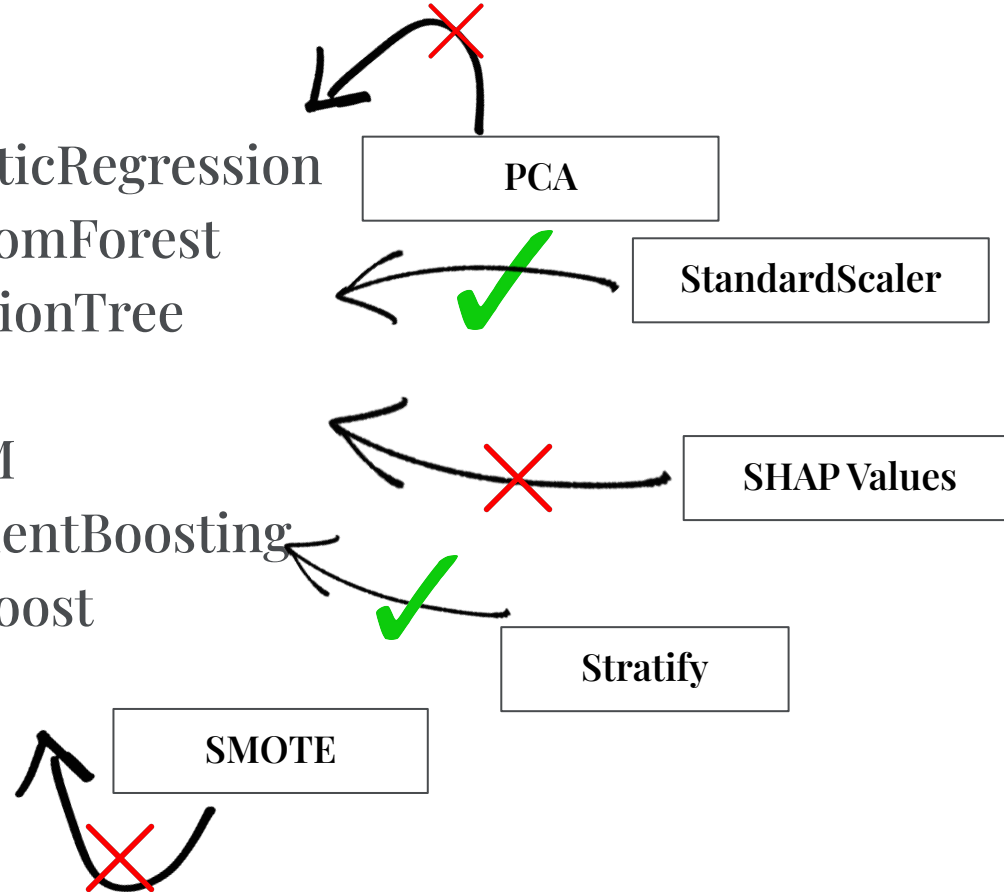 ticRegression
PCA
omForest
StandardScaler
ionTree
M
SHAP Values
entBoosting
oost
Stratify
SMOTE